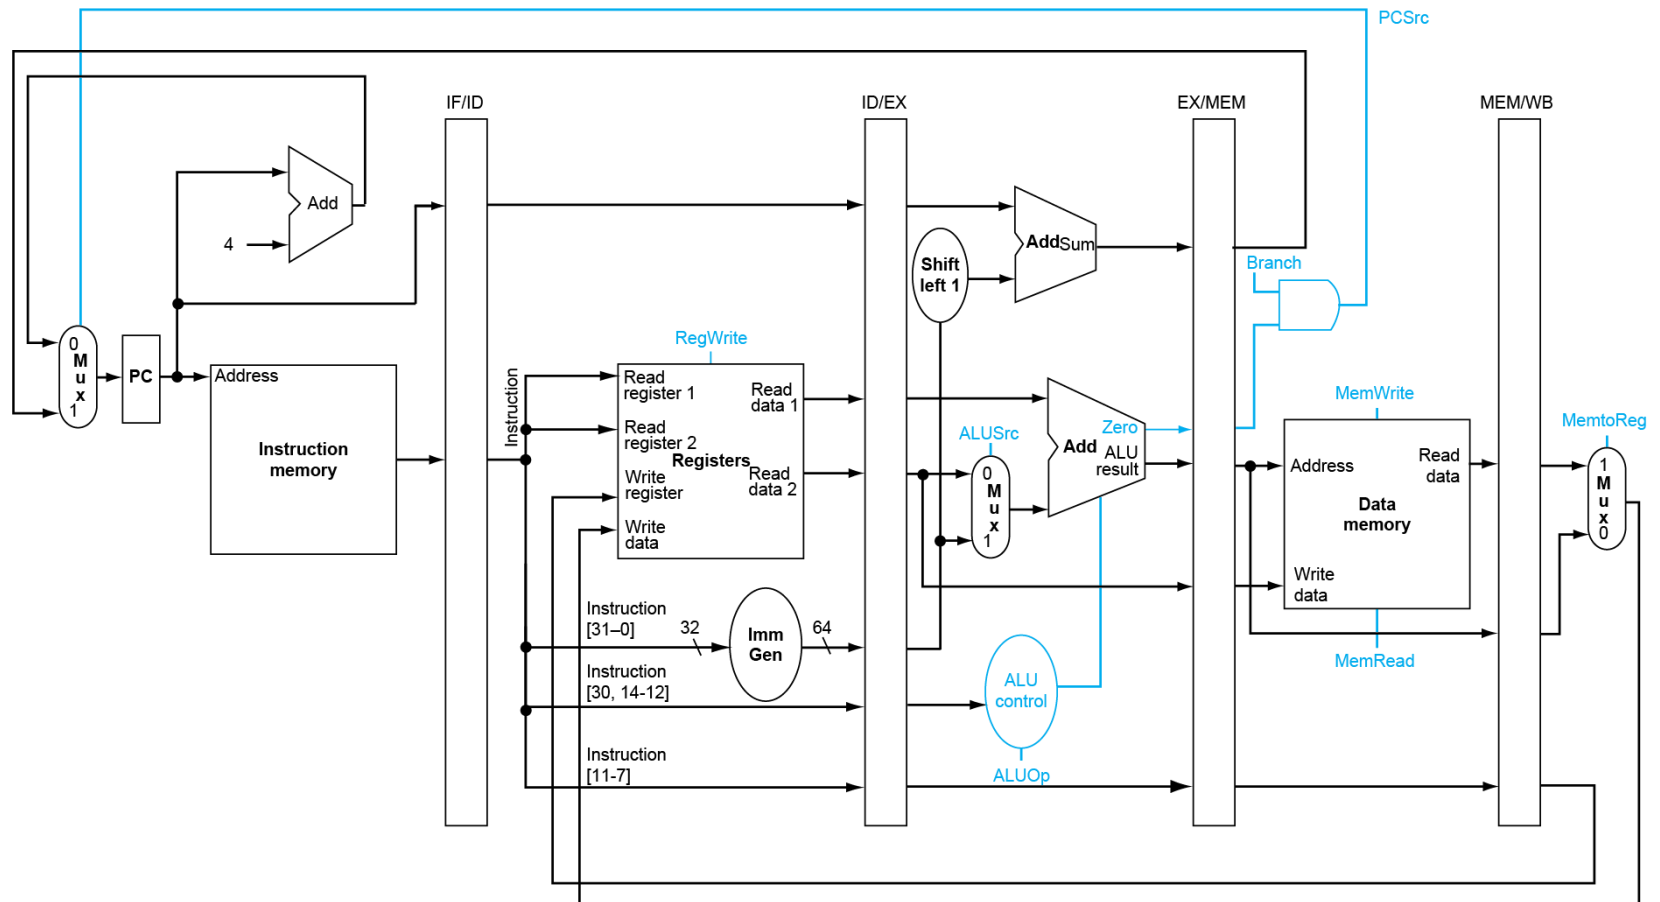 PCSrc
IF/ID
ID/EX
EX/MEM
MEM/WB
Add
4
Add Sum
Shift
left 1
Branch
RegWrite
0
M
u
x
1
PC
Address
Instruction
memory
Instruction
Read
register 1
Read
register 2
Registers
Write
register
Write
data
Read
data 1
Read
data 2
ALUSrc
0
M
u
x
1
Zero
Add
ALU
result
MemWrite
Address
Read
data
Data
memory
Write
data
MemRead
MemtoReg
1
M
u
x
0
Instruction
[31–0]
32
Imm
Gen
64
Instruction
[30, 14-12]
ALU
control
ALUOp
Instruction
[11-7]